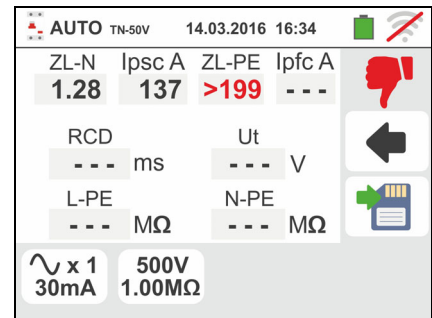 AUTO TN-50V 14.03.2016 16:34
ZL-N Ipsc A ZL-PE Ipfc A
1.28 137 >199 - - -
RCD Ut
- - - ms - - - V
L-PE N-PE
- - - MΩ - - - MΩ
x 1 500V
30mA 1.00MΩ